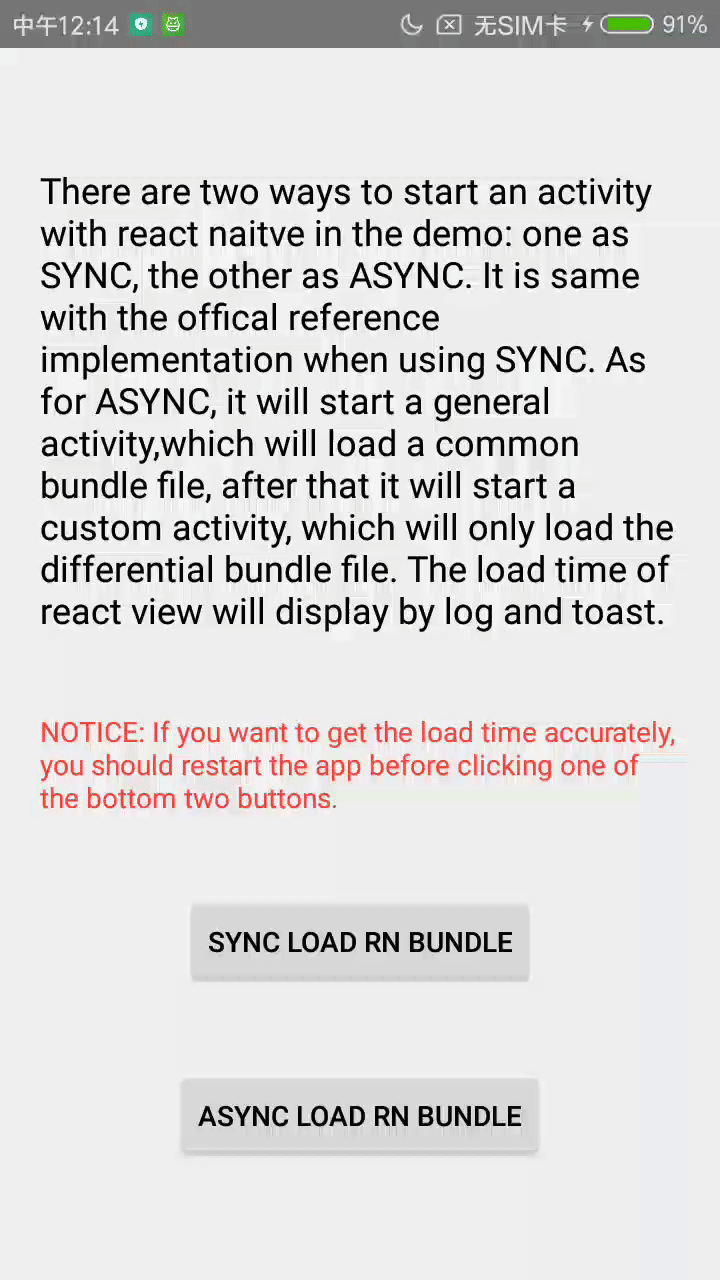 中午12:14 无SIM卡 91%
There are two ways to start an activity
with react naitve in the demo: one as
SYNC, the other as ASYNC. It is same
with the offical reference
implementation when using SYNC. As
for ASYNC, it will start a general
activity,which will load a common
bundle file, after that it will start a
custom activity, which will only load the
differential bundle file. The load time of
react view will display by log and toast.
NOTICE: If you want to get the load time accurately,
you should restart the app before clicking one of
the bottom two buttons.
SYNC LOAD RN BUNDLE
ASYNC LOAD RN BUNDLE